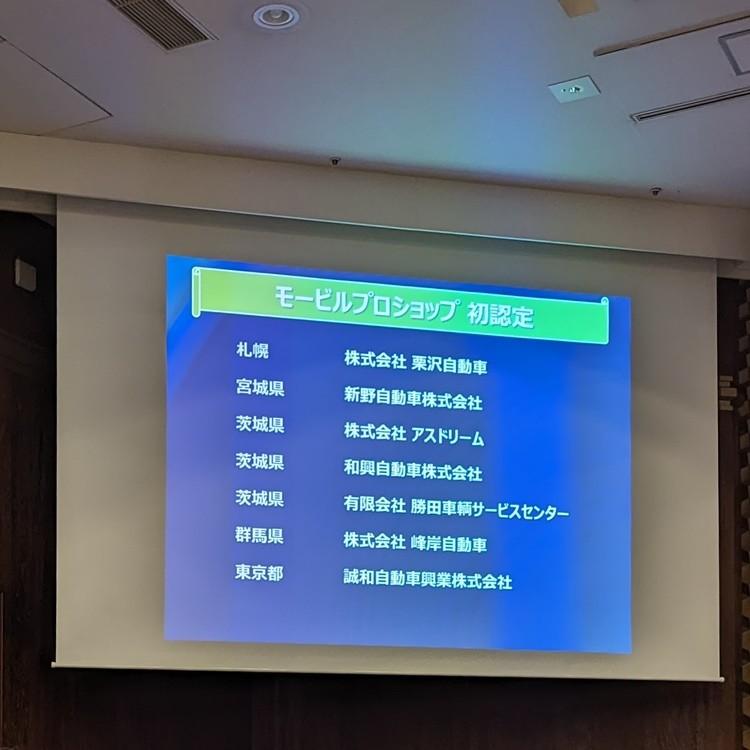 モービルプロショップ 初認定
札幌 株式会社 栗沢自動車
宮城県 新野自動車株式会社
茨城県 株式会社 アスドリーム
茨城県 和興自動車株式会社
茨城県 有限会社 勝田車輌サービスセンター
群馬県 株式会社 峰岸自動車
東京都 誠和自動車興業株式会社